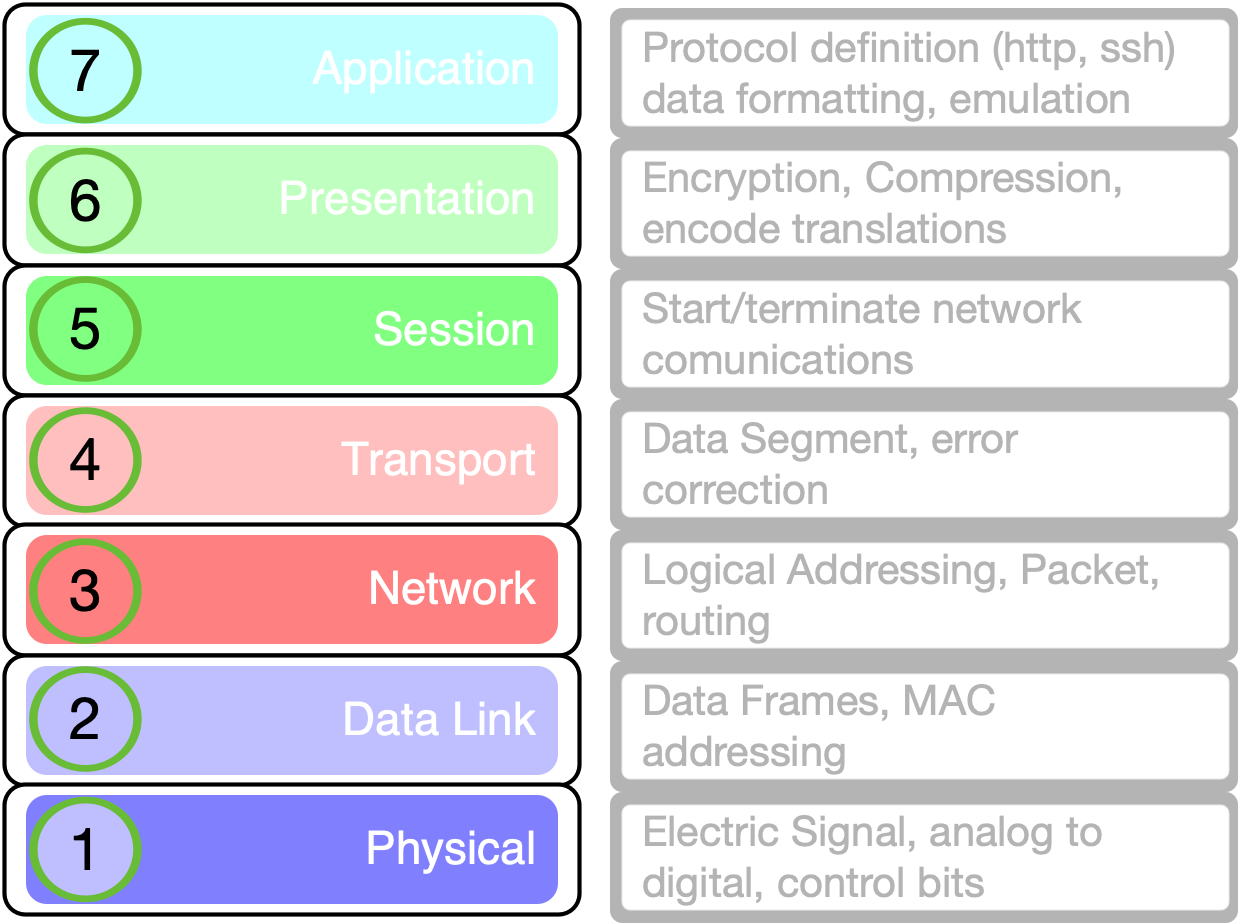 7
Application
Protocol definition (http, ssh)
data formatting, emulation
6
Presentation
Encryption, Compression,
encode translations
5
Session
Start/terminate network
comunications
4
Transport
Data Segment, error
correction
3
Network
Logical Addressing, Packet,
routing
2
Data Link
Data Frames, MAC
addressing
1
Physical
Electric Signal, analog to
digital, control bits